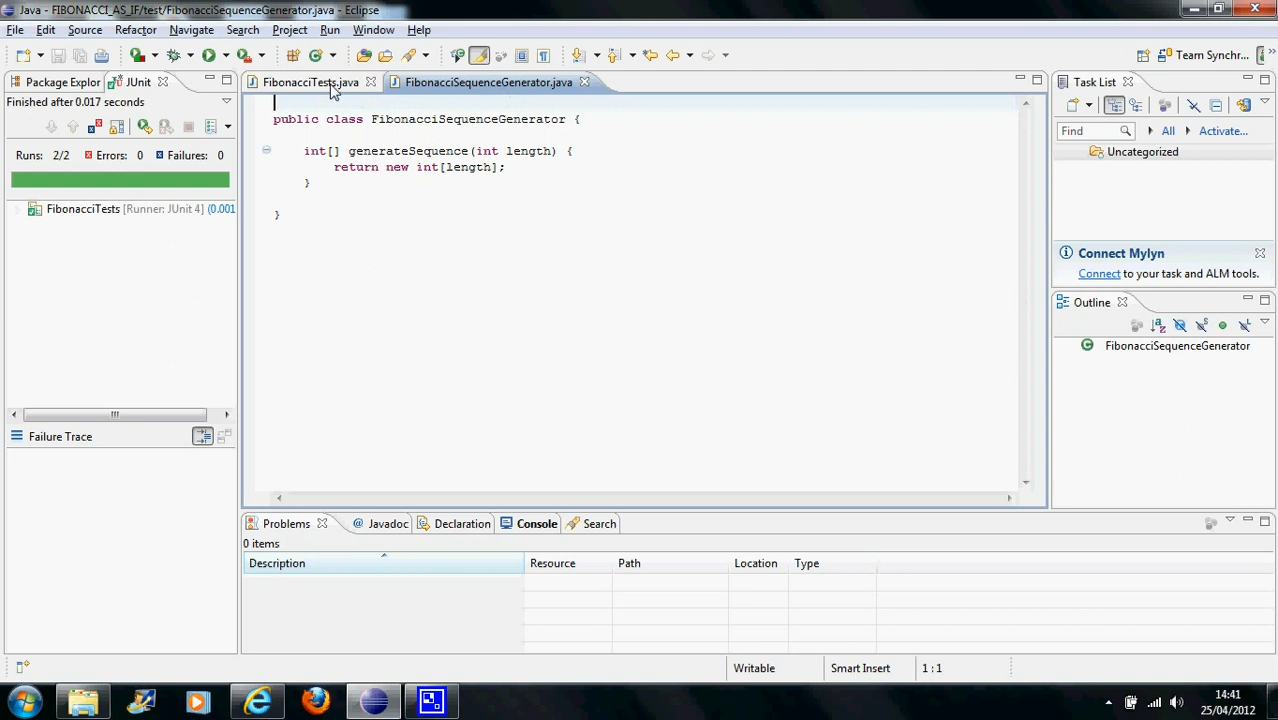 Java - FIBONACCI_AS_IF/test/FibonacciSequenceGenerator.java - Eclipse
File Edit Source Refactor Navigate Search Project Run Window Help
Team Synchr...
Package Explor
JUnit
FibonacciTests.java
FibonacciSequenceGenerator.java
Task List
Finished after 0.017 seconds
Runs: 2/2 Errors: 0 Failures: 0
FibonacciTests [Runner: JUnit 4] (0.001
Failure Trace
public class FibonacciSequenceGenerator {
int[] generateSequence(int length) {
return new int[length];
}
}
Find All Activate...
Uncategorized
Connect Mylyn
Connect to your task and ALM tools.
Outline
FibonacciSequenceGenerator
Problems @ Javadoc Declaration Console Search
0 items
Description Resource Path Location Type
Writable Smart Insert 1 : 1
14:41
25/04/2012